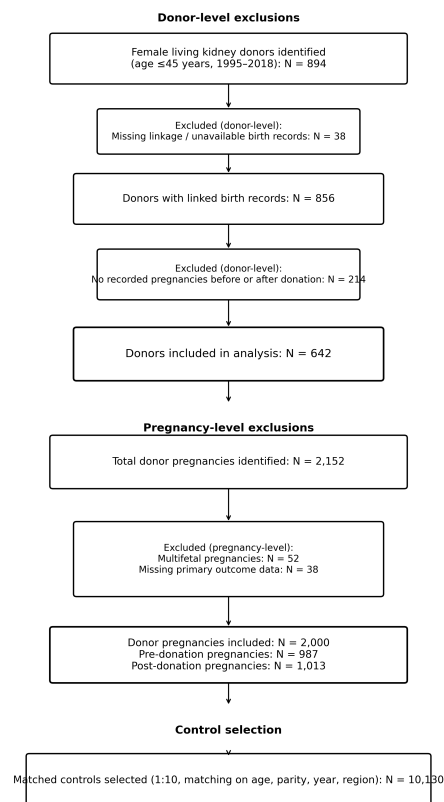 Donor-level exclusions
Female living kidney donors identified
(age ≤45 years, 1995–2018): N = 894
Excluded (donor-level):
Missing linkage / unavailable birth records: N = 38
Donors with linked birth records: N = 856
Excluded (donor-level):
No recorded pregnancies before or after donation: N = 214
Donors included in analysis: N = 642
Pregnancy-level exclusions
Total donor pregnancies identified: N = 2,152
Excluded (pregnancy-level):
Multifetal pregnancies: N = 52
Missing primary outcome data: N = 38
Donor pregnancies included: N = 2,000
Pre-donation pregnancies: N = 987
Post-donation pregnancies: N = 1,013
Control selection
Matched controls selected (1:10, matching on age, parity, year, region): N = 10,130